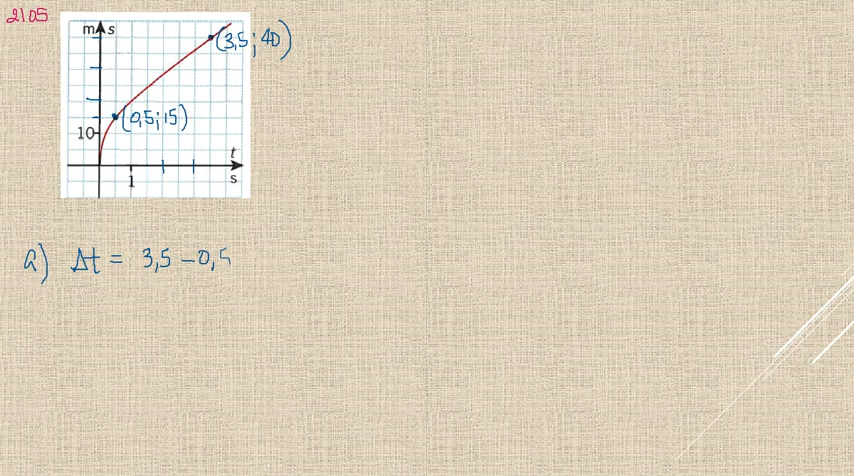 2105
m s
(3,5; 40)
(0,5; 15)
10
t
1
s
a) Δt = 3,5 - 0,5